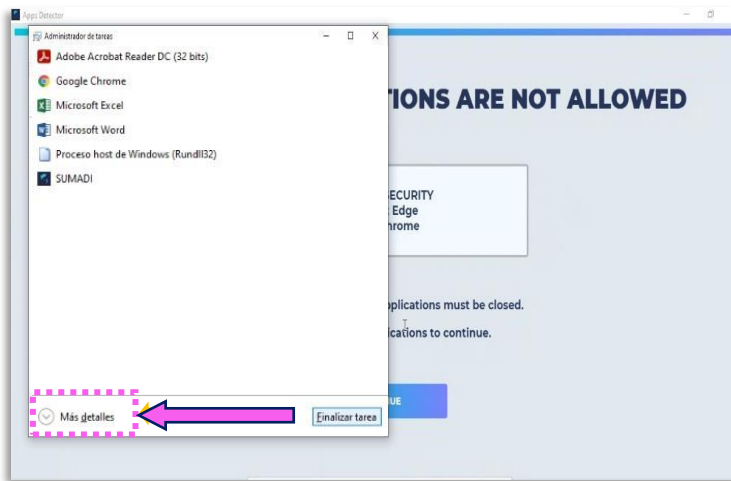 Apps Detector
Administrador de tareas
Adobe Acrobat Reader DC (32 bits)
Google Chrome
Microsoft Excel
Microsoft Word
Proceso host de Windows (Rundll32)
SUMADI
TIONS ARE NOT ALLOWED
ECURITY
Edge
hrome
pplications must be closed.
ications to continue.
UE
Más detalles
Finalizar tarea